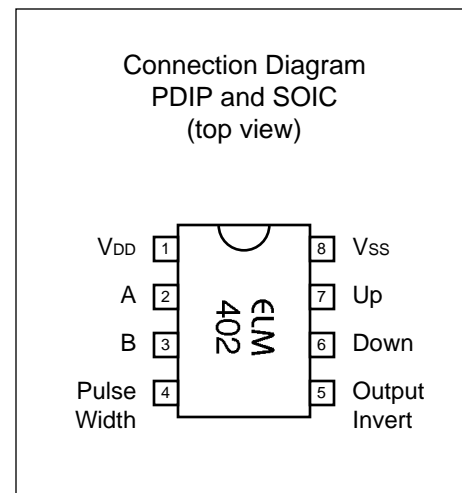 Connection Diagram
PDIP and SOIC
(top view)
VDD 1 8 VSS
A 2 7 Up
B 3 6 Down
Pulse Width 4 5 Output Invert
ELM
402